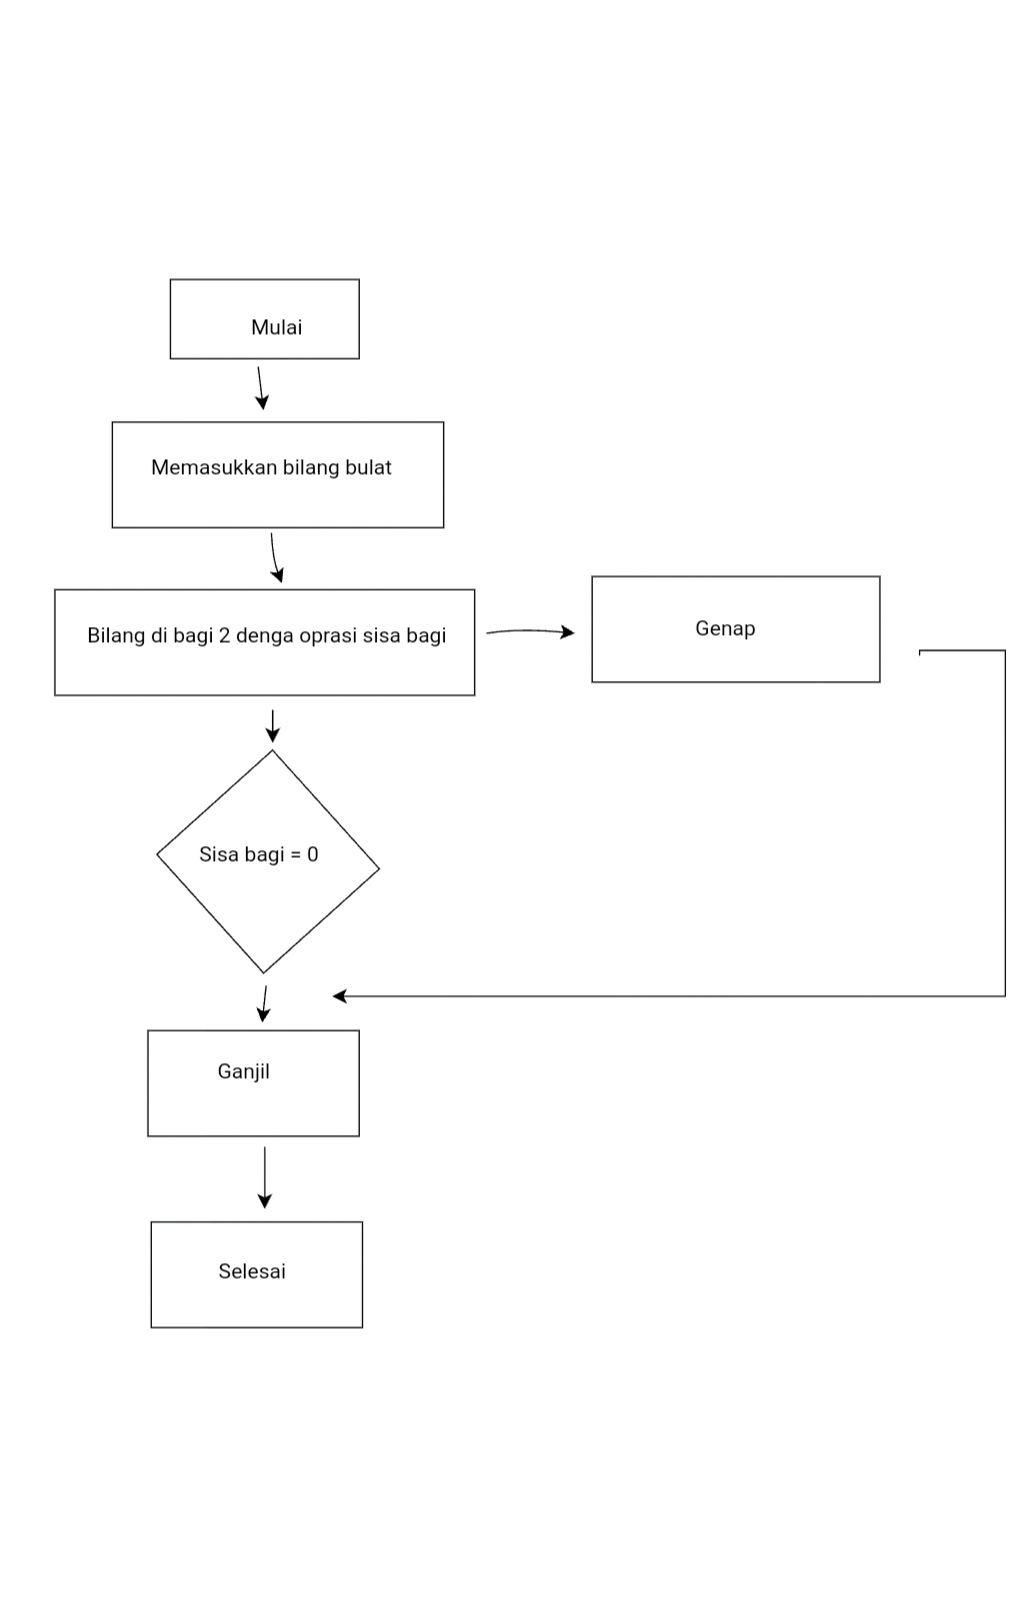 Mulai
Memasukkan bilang bulat
Bilang di bagi 2 denga oprasi sisa bagi
Genap
Sisa bagi = 0
Ganjil
Selesai